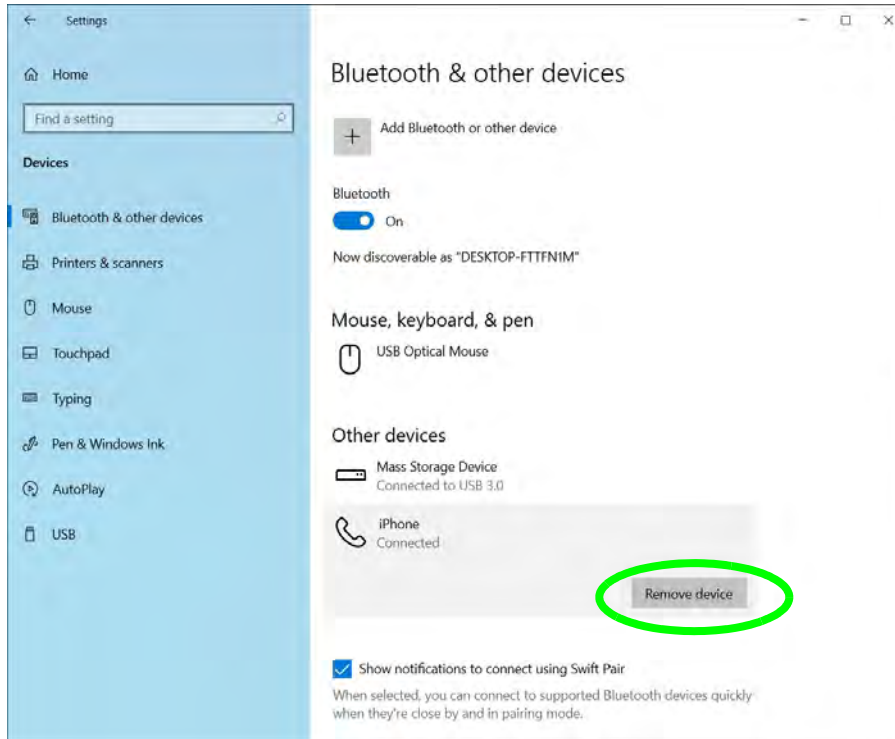 Settings
Home
Find a setting
Devices
Bluetooth & other devices
Printers & scanners
Mouse
Touchpad
Typing
Pen & Windows Ink
AutoPlay
USB
Bluetooth & other devices
Add Bluetooth or other device
Bluetooth
On
Now discoverable as "DESKTOP-FTTFN1M"
Mouse, keyboard, & pen
USB Optical Mouse
Other devices
Mass Storage Device
Connected to USB 3.0
iPhone
Connected
Remove device
Show notifications to connect using Swift Pair
When selected, you can connect to supported Bluetooth devices quickly
when they're close by and in pairing mode.